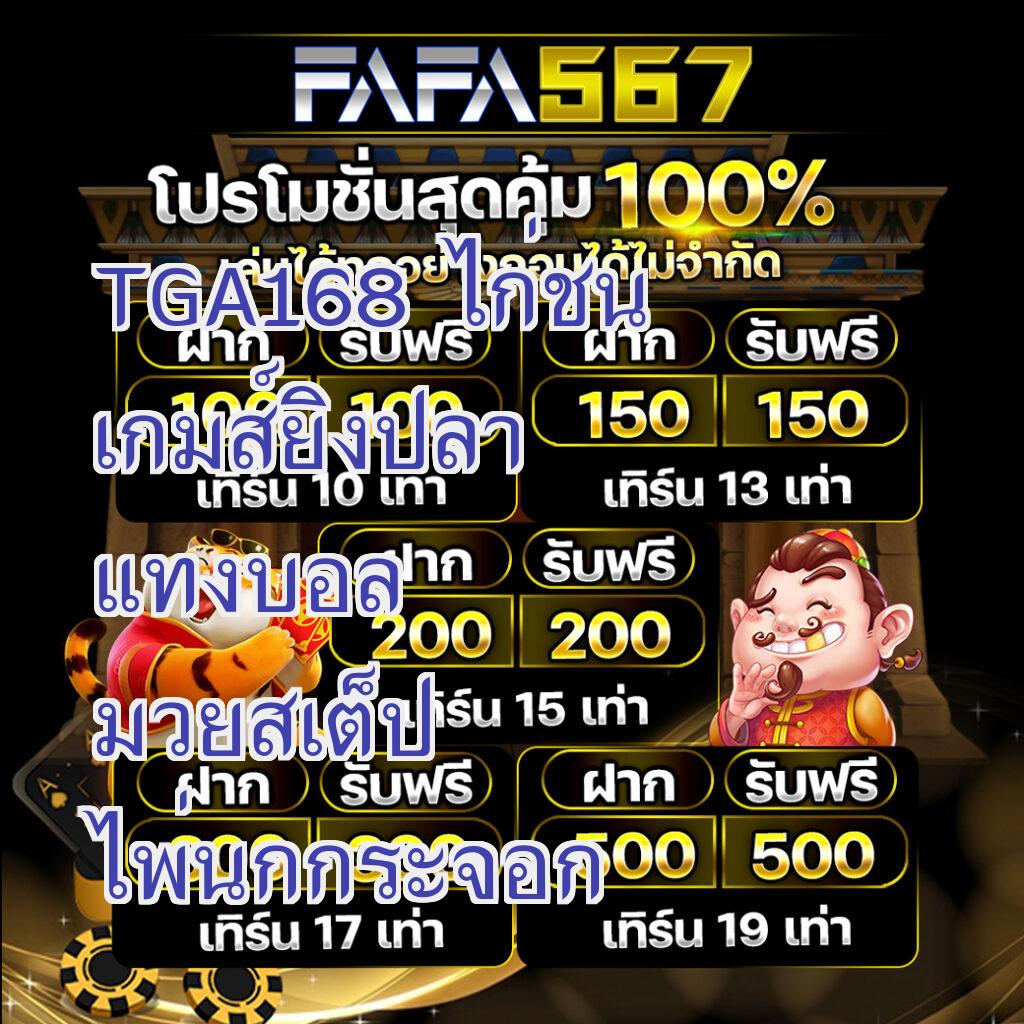 FAFA567
โปรโมชั่นสุดคุ้ม 100%
TGA168 ไก่ชน
ฝาก รับฟรี ฝาก รับฟรี
100 100 150 150
เกมส์ยิงปลา
เทิร์น 10 เท่า เทิร์น 13 เท่า
แทงบอล
ฝาก รับฟรี
200 200
มวยสเต็ป
เทิร์น 15 เท่า
ฝาก รับฟรี ฝาก รับฟรี
500 500
ไพ่นกกระจอก
เทิร์น 17 เท่า เทิร์น 19 เท่า